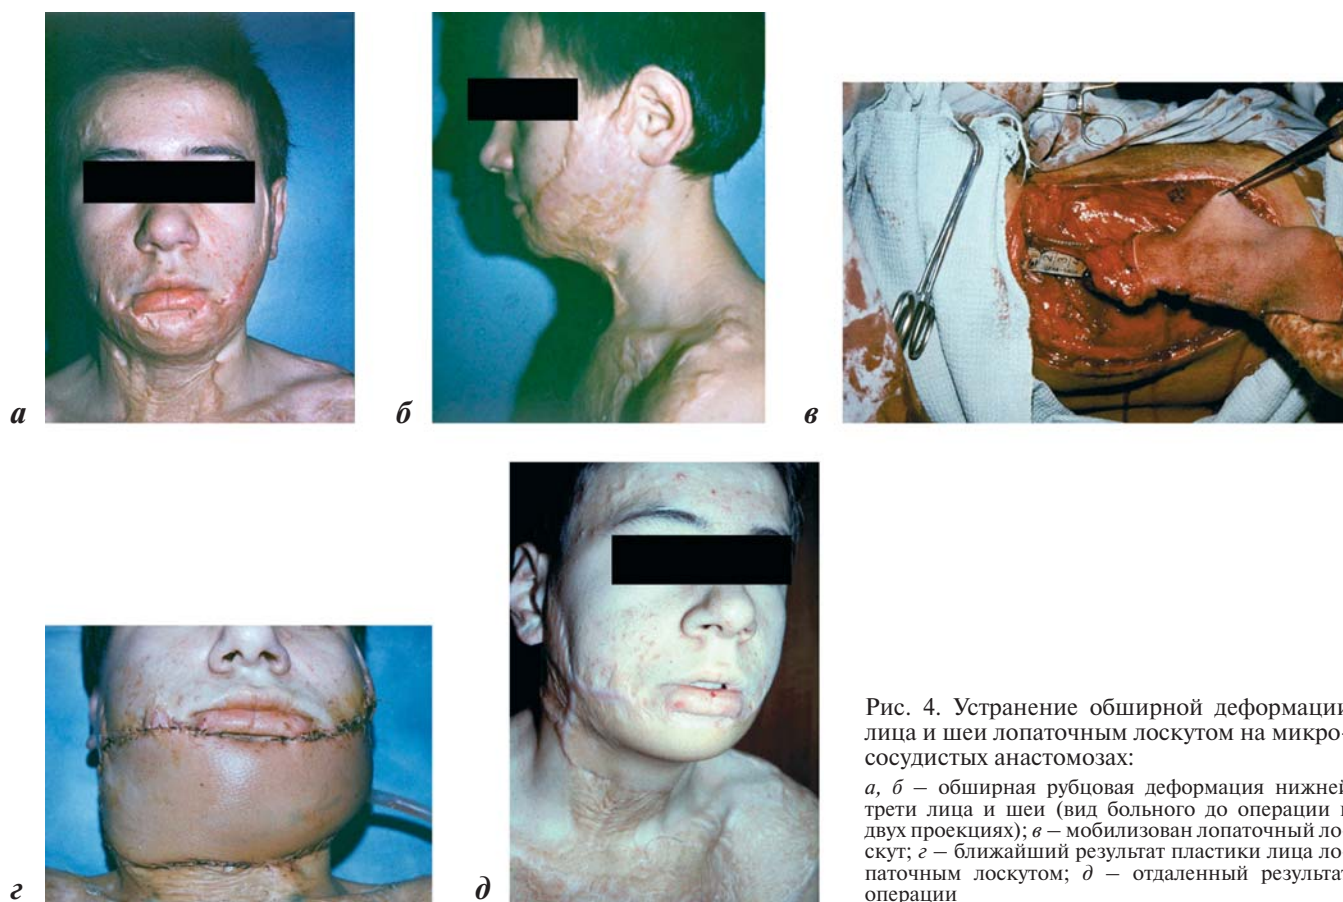 а
б
в
г
д
Рис. 4. Устранение обширной деформации
лица и шеи лопаточным лоскутом на микро-
сосудистых анастомозах:
а, б – обширная рубцовая деформация нижней
трети лица и шеи (вид больного до операции
двух проекциях); в – мобилизован лопаточный ло-
скут; г – ближайший результат пластики лица ло-
паточным лоскутом; д – отдаленный результат
операции